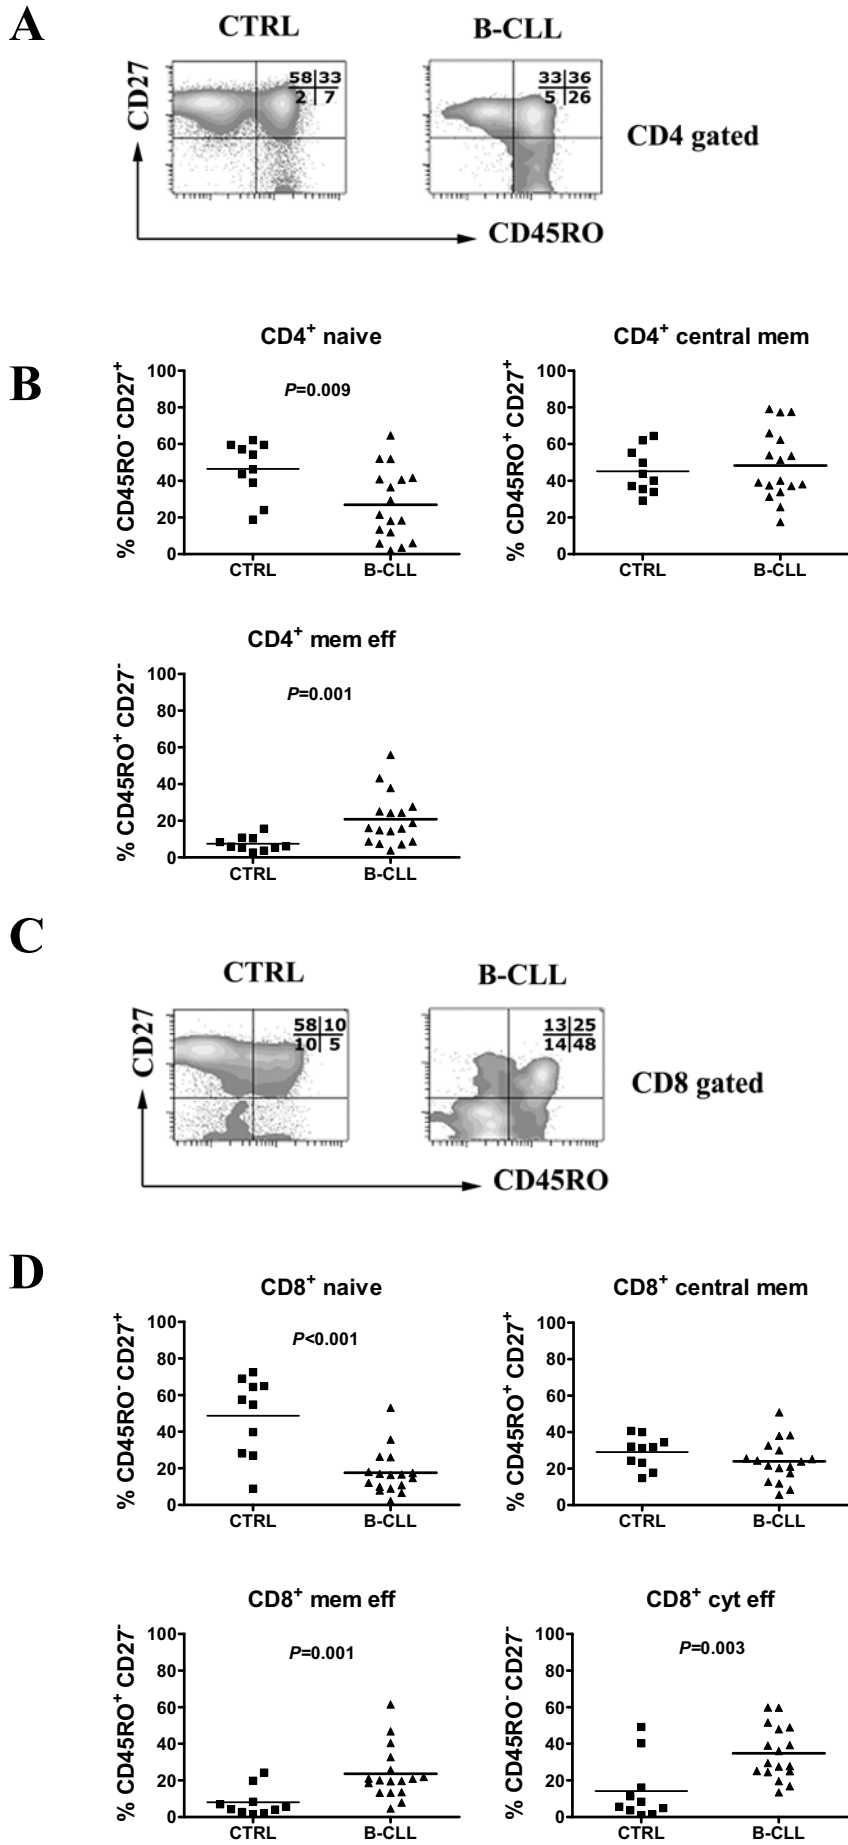 A
CTRL B-CLL
CD27
58 33
2 7
33 36
5 26
CD4 gated
CD45RO
B
CD4⁺ naive
% CD45RO⁻ CD27⁺
100
80
60
40
20
0
P=0.009
CTRL B-CLL
CD4⁺ central mem
% CD45RO⁺ CD27⁺
100
80
60
40
20
0
CTRL B-CLL
CD4⁺ mem eff
% CD45RO⁺ CD27⁻
100
80
60
40
20
0
P=0.001
CTRL B-CLL
C
CTRL B-CLL
CD27
58 10
10 5
13 25
14 48
CD8 gated
CD45RO
D
CD8⁺ naive
% CD45RO⁻ CD27⁺
100
80
60
40
20
0
P<0.001
CTRL B-CLL
CD8⁺ central mem
% CD45RO⁺ CD27⁺
100
80
60
40
20
0
CTRL B-CLL
CD8⁺ mem eff
% CD45RO⁺ CD27⁻
100
80
60
40
20
0
P=0.001
CTRL B-CLL
CD8⁺ cyt eff
% CD45RO⁻ CD27⁻
100
80
60
40
20
0
P=0.003
CTRL B-CLL